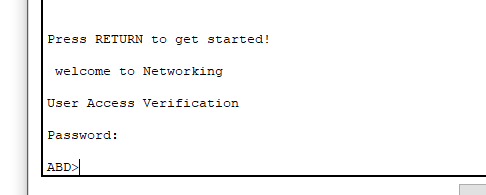 Press RETURN to get started!
welcome to Networking
User Access Verification
Password:
ABD>